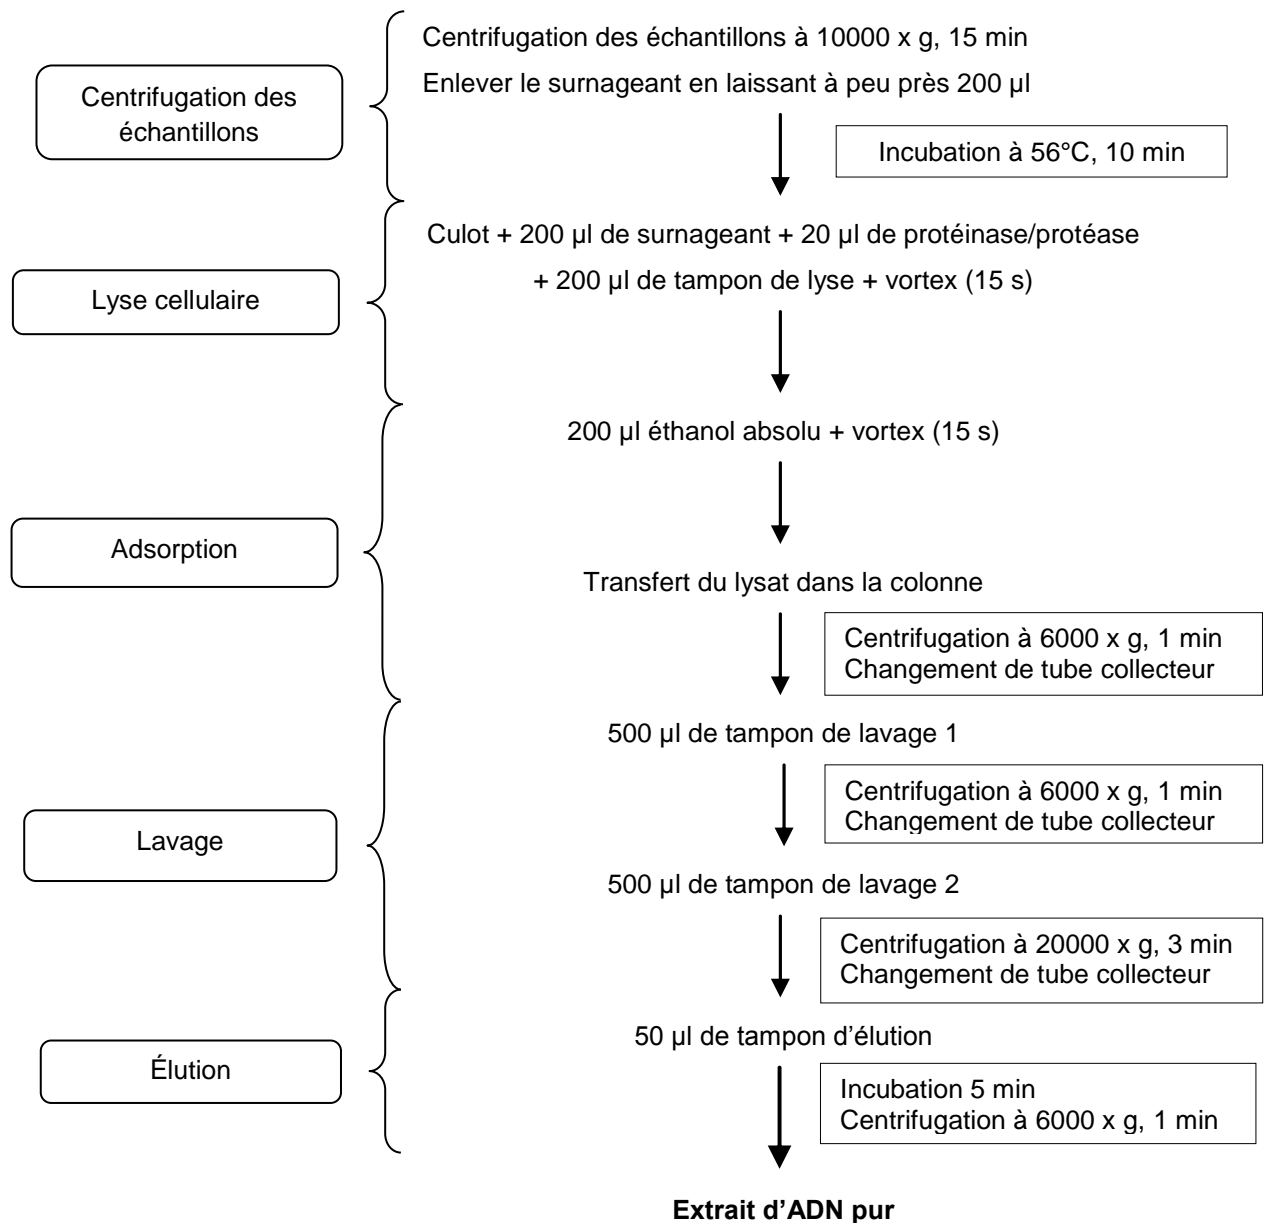 Centrifugation des échantillons à 10000 x g, 15 min
Enlever le surnageant en laissant à peu près 200 µl
Centrifugation des
échantillons
Incubation à 56°C, 10 min
Culot + 200 µl de surnageant + 20 µl de protéinase/protéase
+ 200 µl de tampon de lyse + vortex (15 s)
Lyse cellulaire
200 µl éthanol absolu + vortex (15 s)
Adsorption
Transfert du lysat dans la colonne
Centrifugation à 6000 x g, 1 min
Changement de tube collecteur
500 µl de tampon de lavage 1
Centrifugation à 6000 x g, 1 min
Changement de tube collecteur
Lavage
500 µl de tampon de lavage 2
Centrifugation à 20000 x g, 3 min
Changement de tube collecteur
50 µl de tampon d’élution
Élution
Incubation 5 min
Centrifugation à 6000 x g, 1 min
Extrait d’ADN pur